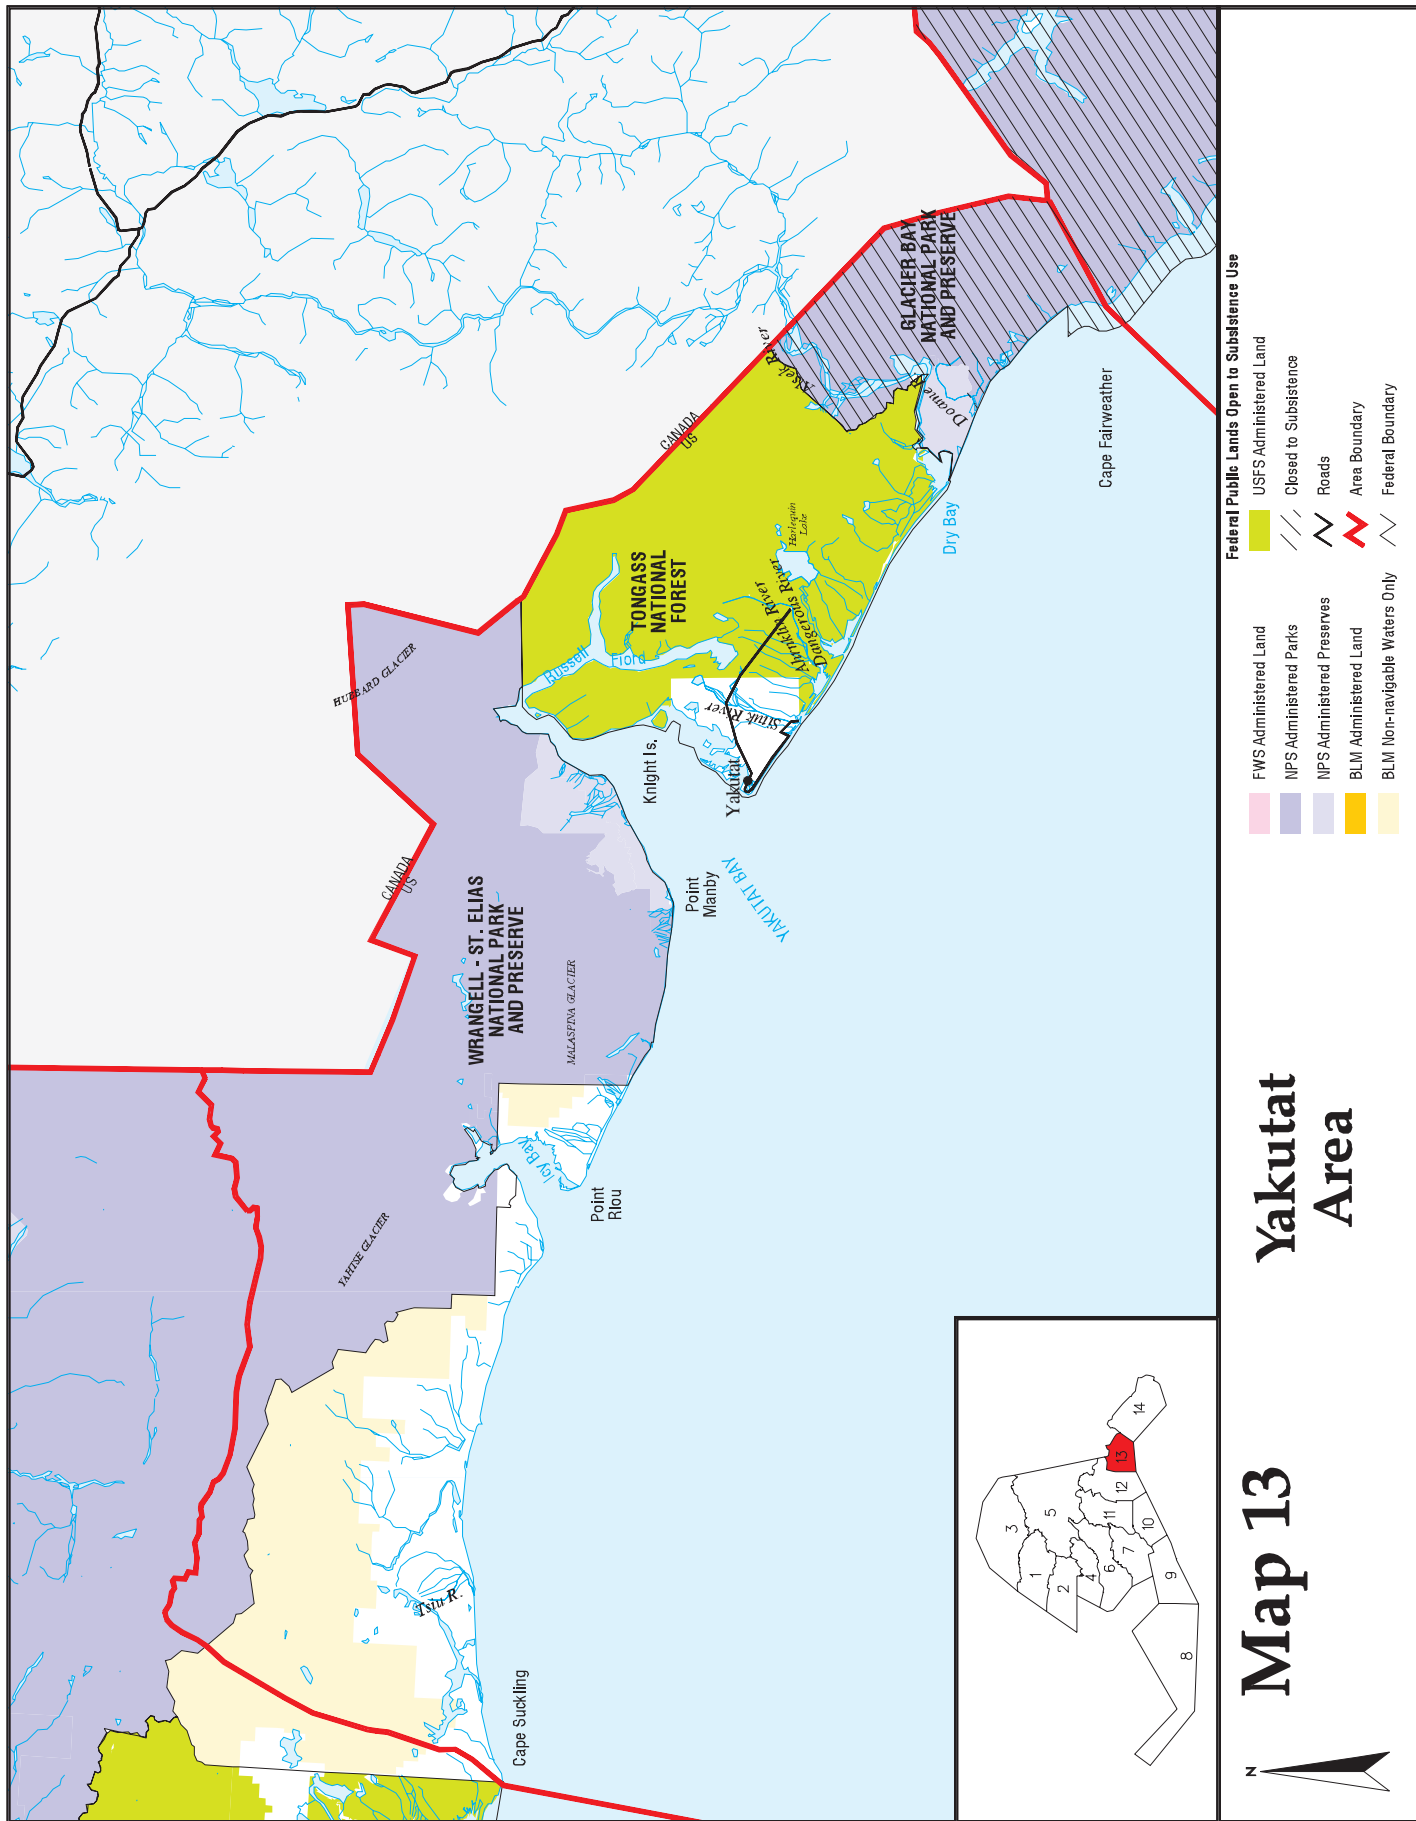 CANADA
US
HUBBARD GLACIER
WRANGELL - ST. ELIAS
NATIONAL PARK
AND PRESERVE
MALASPINA GLACIER
YAHTSE GLACIER
Icy Bay
Point
RIou
Tsiu R.
Cape Suckling
Point
Manby
YAKUTAT BAY
Knight Is.
Yakutat
Russell
Fiord
TONGASS
NATIONAL
FOREST
Situk River
Ahrnklin River
Dangerous River
Harlequin
Lake
CANADA
US
Alsek River
Dry Bay
Doame R.
GLACIER BAY
NATIONAL PARK
AND PRESERVE
Cape Fairweather
1
2
3
4
5
6
7
8
9
10
11
12
13
14
N
Map 13
Yakutat
Area
Federal Public Lands Open to Subsistence Use
FWS Administered Land
NPS Administered Parks
NPS Administered Preserves
BLM Administered Land
BLM Non-navigable Waters Only
USFS Administered Land
Closed to Subsistence
Roads
Area Boundary
Federal Boundary